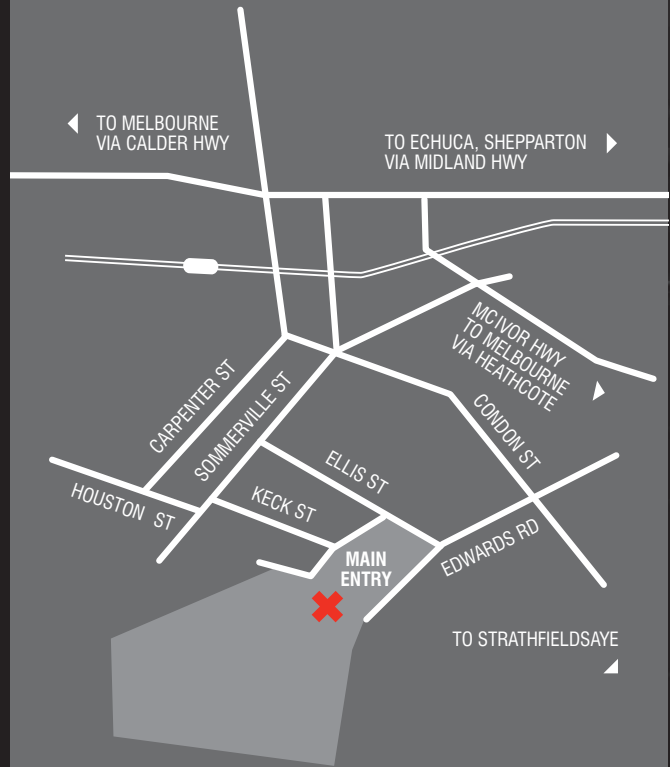 TO MELBOURNE
VIA CALDER HWY
TO ECHUCA, SHEPPARTON
VIA MIDLAND HWY
MCIVOR HWY
TO MELBOURNE
VIA HEATHCOTE
CARPENTER ST
SOMMERVILLE ST
CONDON ST
ELLIS ST
HOUSTON ST
KECK ST
EDWARDS RD
MAIN
ENTRY
TO STRATHFIELDSAYE